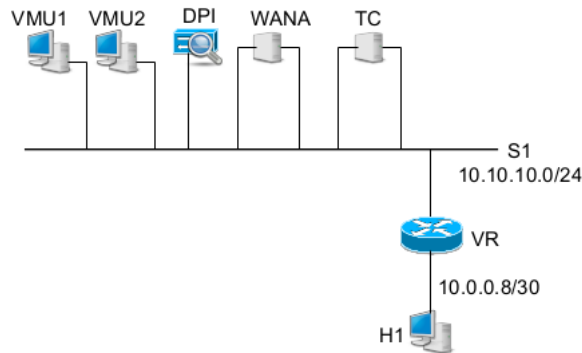 VMU1 VMU2 DPI WANA TC
S1
10.10.10.0/24
VR
10.0.0.8/30
H1